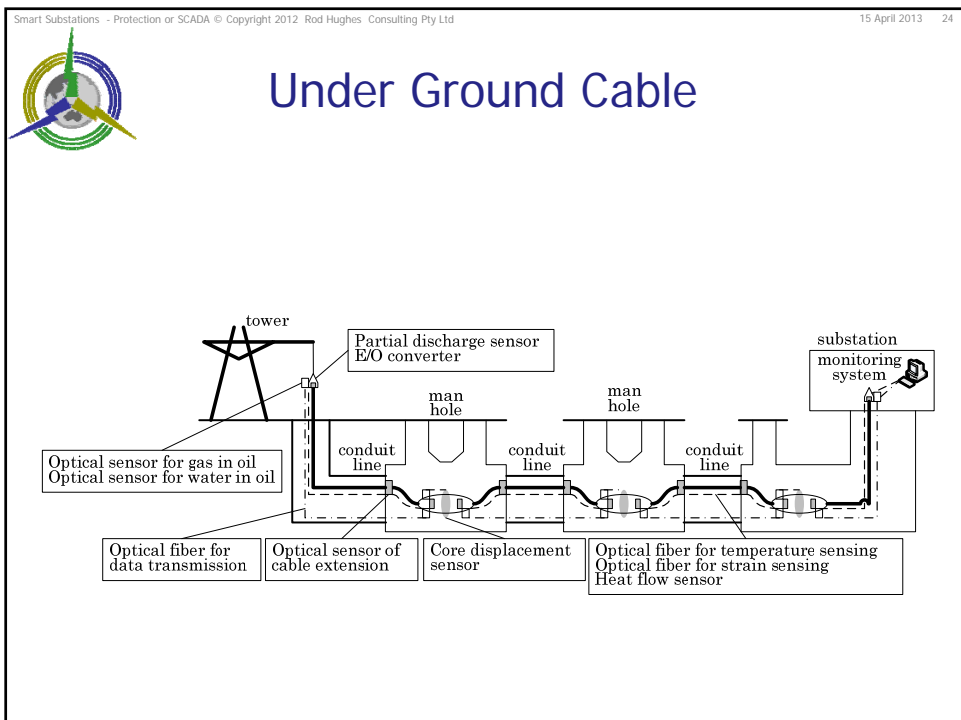 Smart Substations - Protection or SCADA © Copyright 2012 Rod Hughes Consulting Pty Ltd
15 April 2013 24
Under Ground Cable
tower
Partial discharge sensor
E/O converter
substation
monitoring
system
man
hole
man
hole
conduit
line
conduit
line
conduit
line
Optical sensor for gas in oil
Optical sensor for water in oil
Optical fiber for
data transmission
Optical sensor of
cable extension
Core displacement
sensor
Optical fiber for temperature sensing
Optical fiber for strain sensing
Heat flow sensor